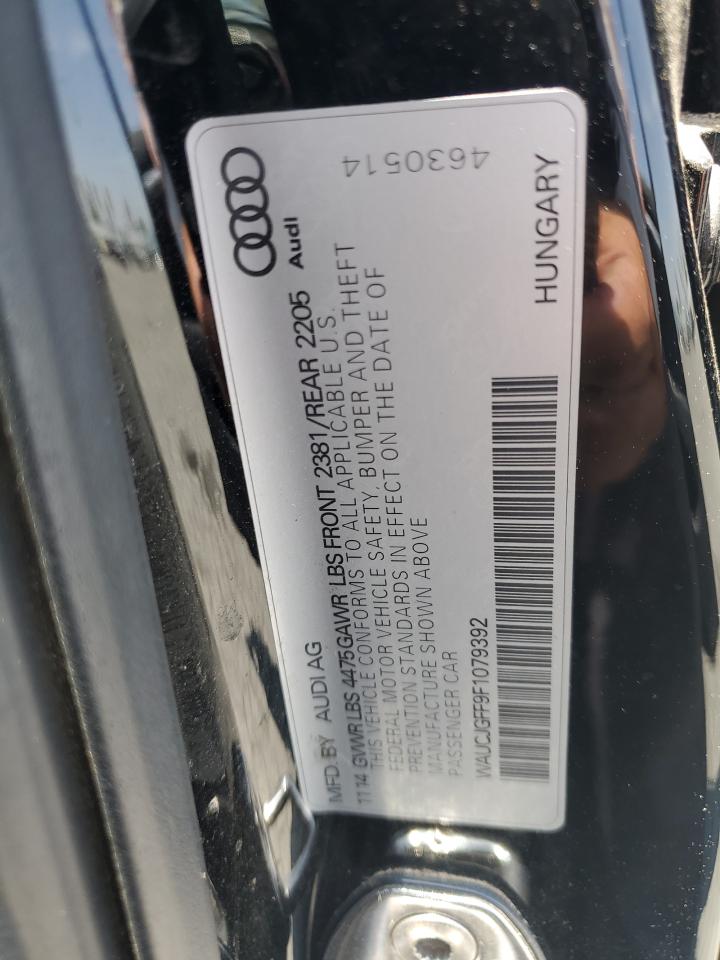 MFD. BY AUDI AG
11 14 GVWR LBS 4475 GAWR LBS FRONT 2381/REAR 2205
THIS VEHICLE CONFORMS TO ALL APPLICABLE U.S.
FEDERAL MOTOR VEHICLE SAFETY, BUMPER AND THEFT
PREVENTION STANDARDS IN EFFECT ON THE DATE OF
MANUFACTURE SHOWN ABOVE
PASSENGER CAR
WAUCJGFF9F1079392
Audi
4630514
HUNGARY